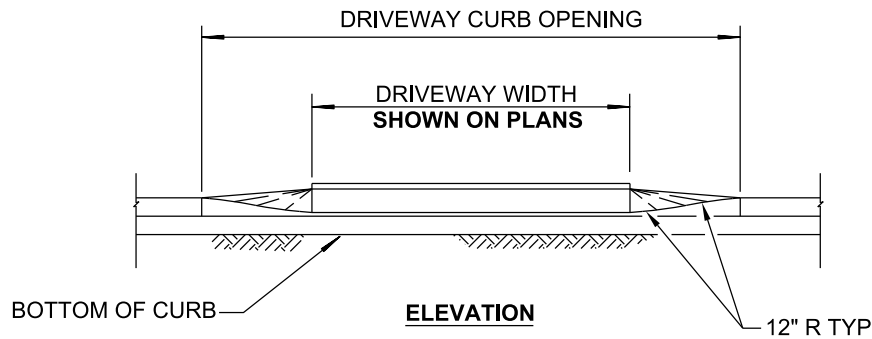 DRIVEWAY CURB OPENING
DRIVEWAY WIDTH
SHOWN ON PLANS
BOTTOM OF CURB
ELEVATION
12" R TYP